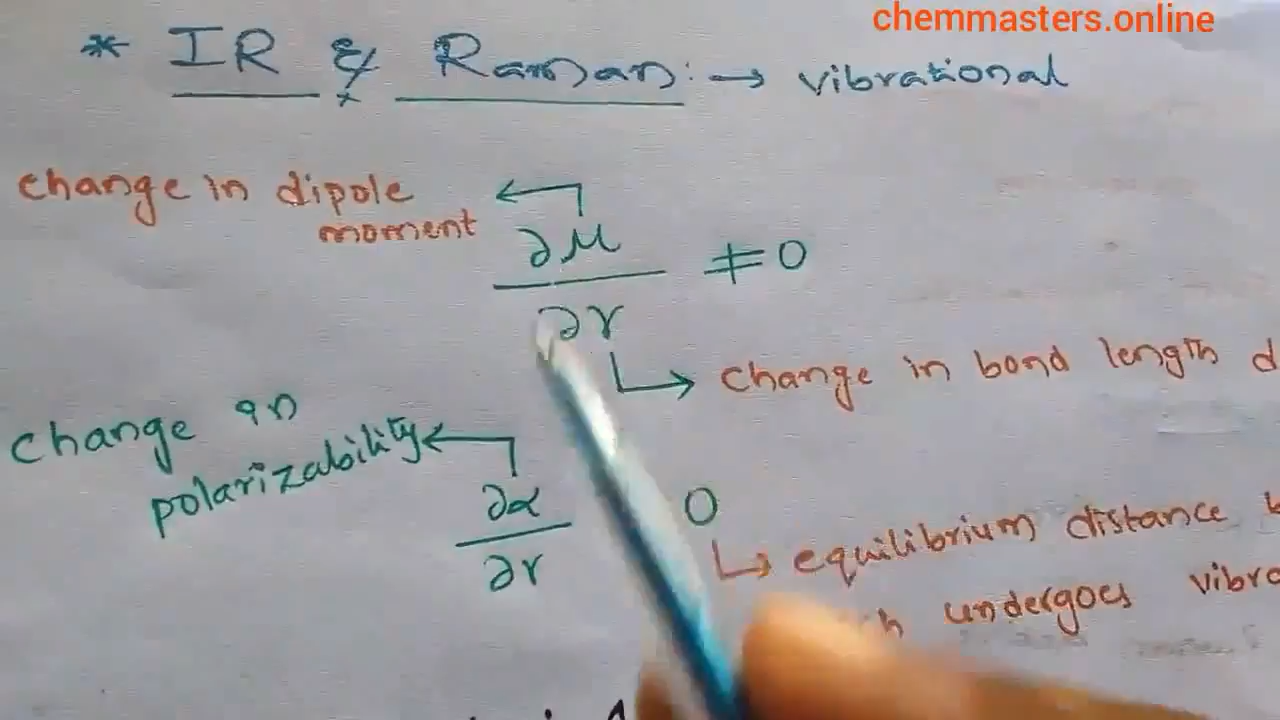 chemmasters.online
* IR & Raman: → vibrational
change in dipole
moment
∂μ
≠0
∂r
change in bond length
change in
polarizability
∂α
0
∂r
equilibrium distance
undergoes